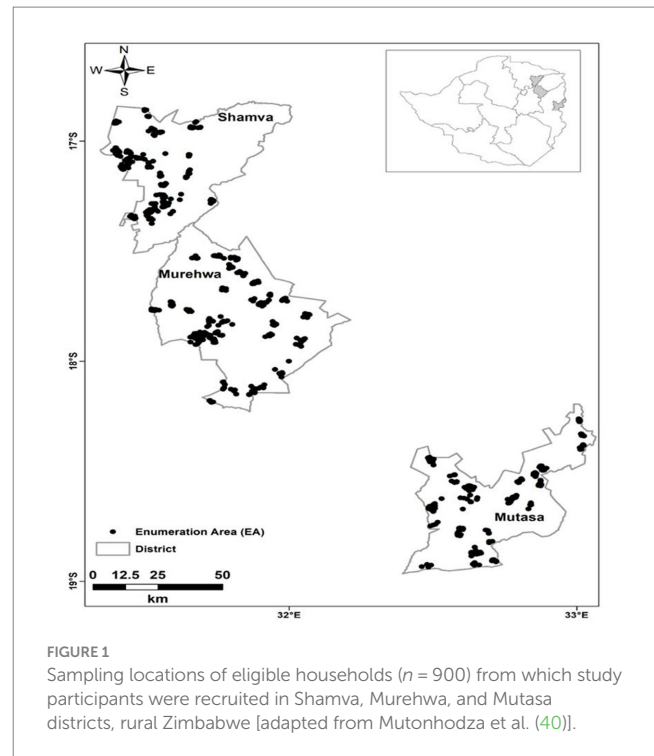 N
W E
S
Shamva
17°S
Murehwa
18°S
Mutasa
Enumeration Area (EA)
District
0 12.5 25 50
km
19°S
32°E 33°E
FIGURE 1
Sampling locations of eligible households (n = 900) from which study
participants were recruited in Shamva, Murehwa, and Mutasa
districts, rural Zimbabwe [adapted from Mutonhodza et al. (40)].